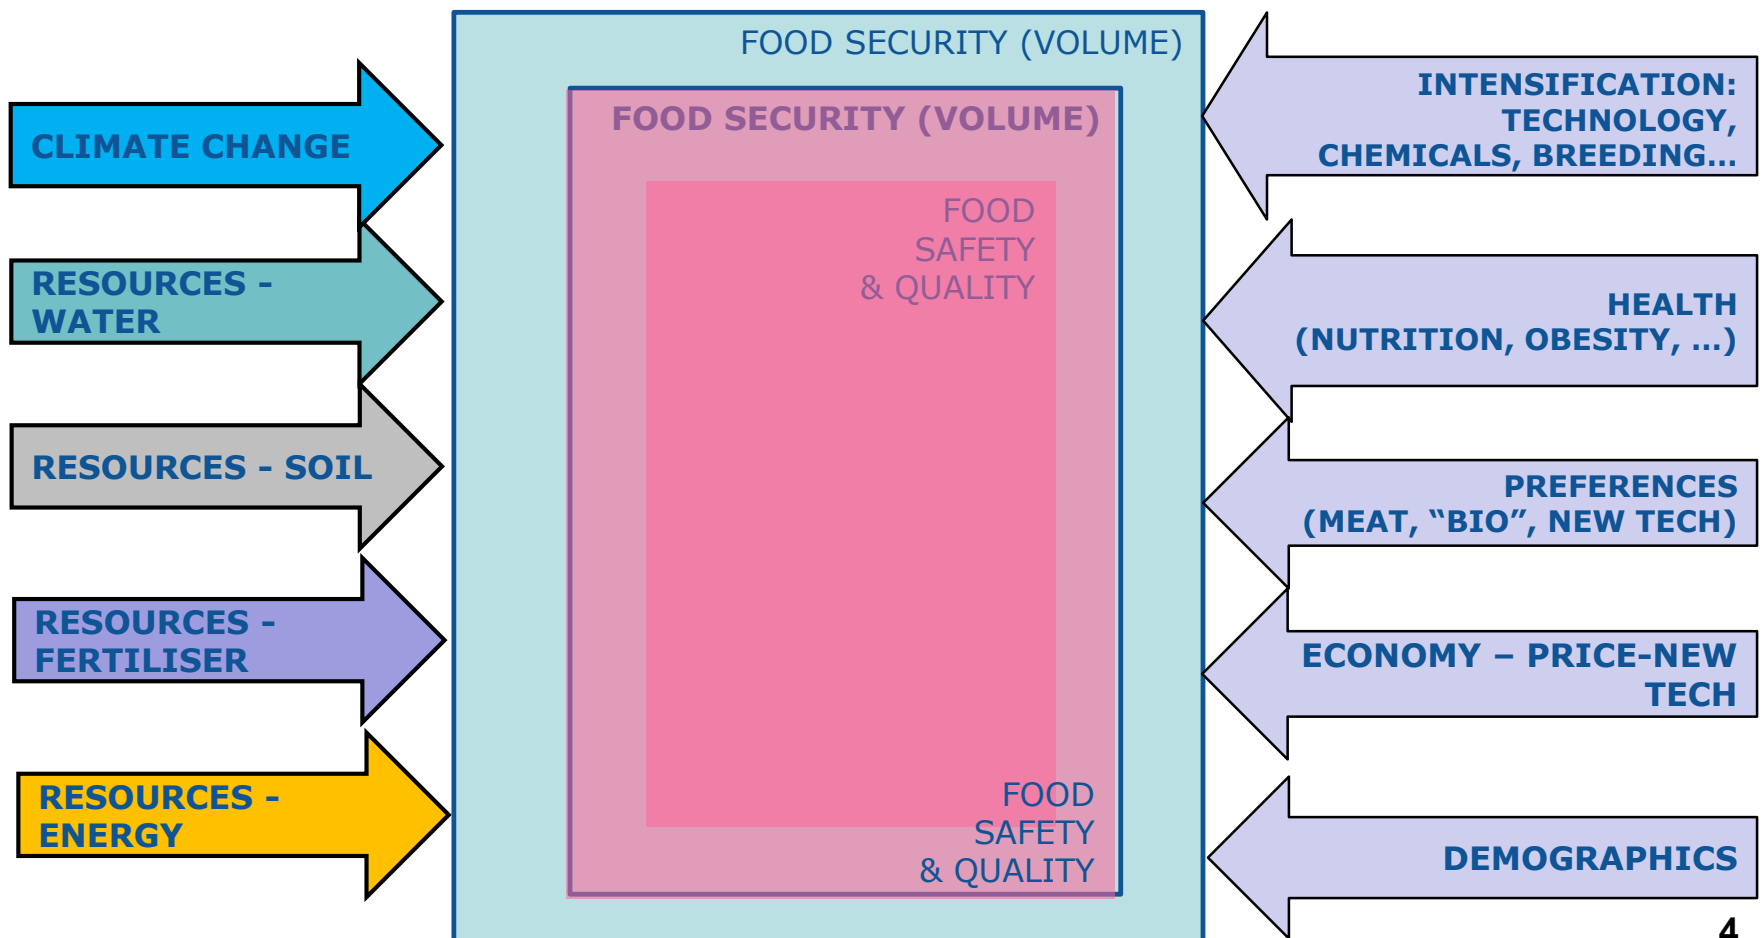 FOOD SECURITY (VOLUME)
FOOD SECURITY (VOLUME)
FOOD
SAFETY
& QUALITY
FOOD
SAFETY
& QUALITY
CLIMATE CHANGE
RESOURCES -
WATER
RESOURCES - SOIL
RESOURCES -
FERTILISER
RESOURCES -
ENERGY
INTENSIFICATION:
TECHNOLOGY,
CHEMICALS, BREEDING…
HEALTH
(NUTRITION, OBESITY, …)
PREFERENCES
(MEAT, “BIO”, NEW TECH)
ECONOMY – PRICE-NEW
TECH
DEMOGRAPHICS
4